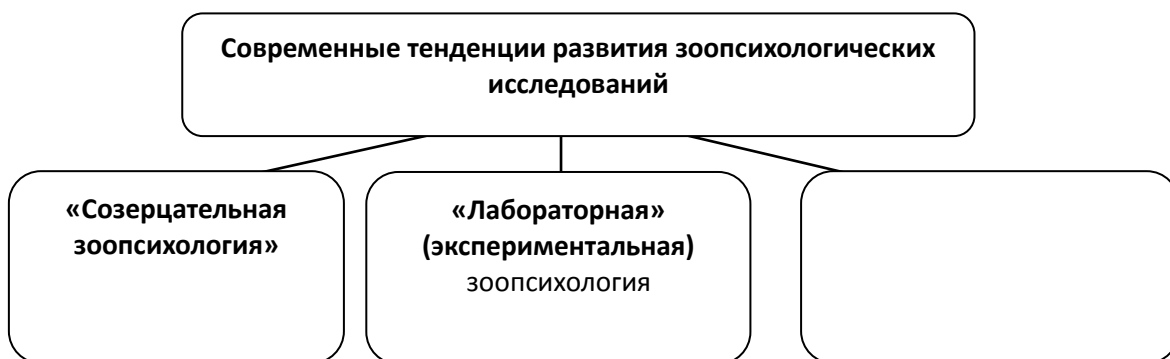 Современные тенденции развития зоопсихологических
исследований
«Созерцательная
зоопсихология»
«Лабораторная»
(экспериментальная)
зоопсихология